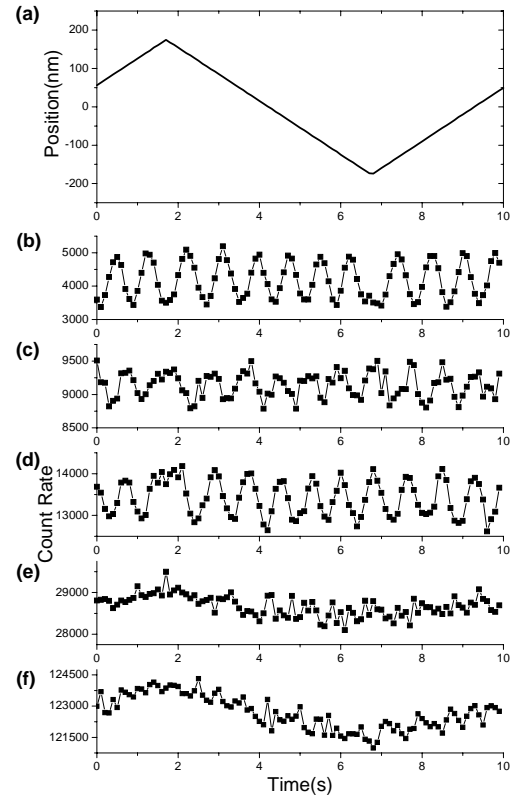 (a)
200
100
0
-100
-200
Position(nm)
0 2 4 6 8 10
(b)
5000
4000
3000
0 2 4 6 8 10
(c)
9500
9000
8500
0 2 4 6 8 10
(d)
14000
13000
Count Rate
0 2 4 6 8 10
(e)
29000
28000
0 2 4 6 8 10
(f)
124500
123000
121500
0 2 4 6 8 10
Time(s)